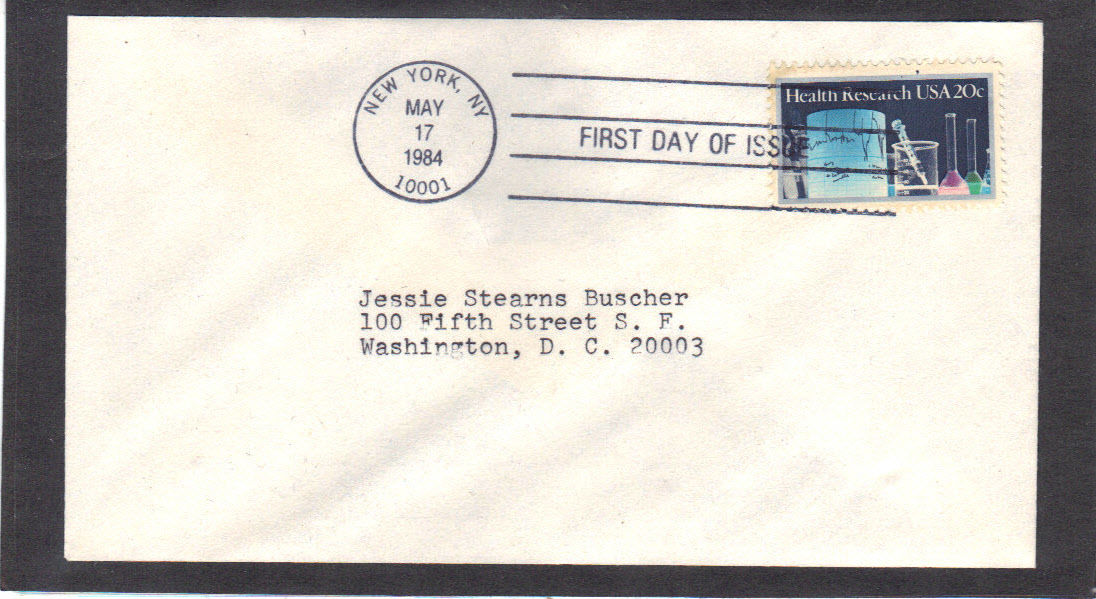 NEW YORK, NY
MAY
17
1984
10001
FIRST DAY OF ISSUE
Health Research USA 20c
Jessie Stearns Buscher
100 Fifth Street S. F.
Washington, D. C. 20003